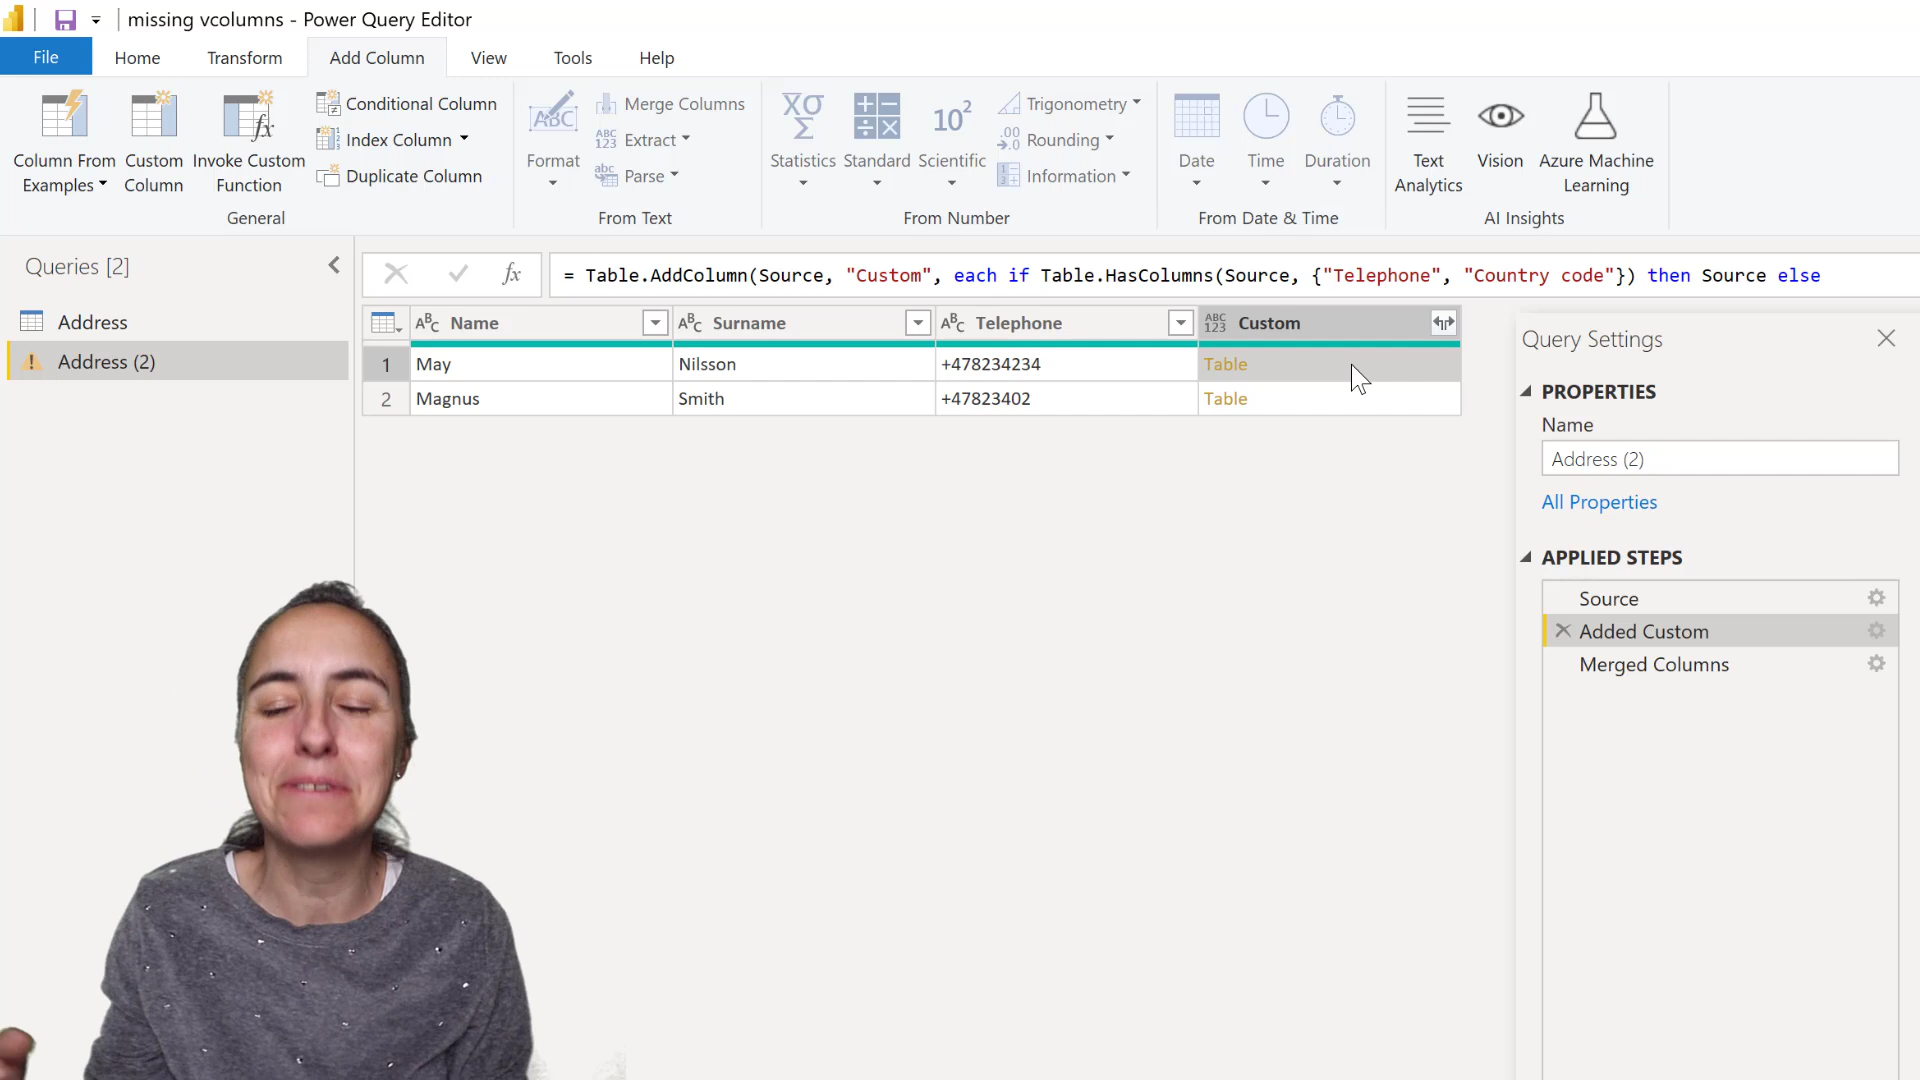 missing vcolumns - Power Query Editor
File Home Transform Add Column View Tools Help
Column From Examples
Custom Column
Invoke Custom Function
Conditional Column
Index Column
Duplicate Column
General
Format
Merge Columns
Extract
Parse
From Text
Statistics
Standard
Scientific
Trigonometry
Rounding
Information
From Number
Date
Time
Duration
From Date & Time
Text Analytics
Vision
Azure Machine Learning
AI Insights
Queries [2]
Address
Address (2)
fx = Table.AddColumn(Source, "Custom", each if Table.HasColumns(Source, {"Telephone", "Country code"}) then Source else
Name Surname Telephone Custom
1 May Nilsson +478234234 Table
2 Magnus Smith +47823402 Table
Query Settings
PROPERTIES
Name
Address (2)
All Properties
APPLIED STEPS
Source
Added Custom
Merged Columns